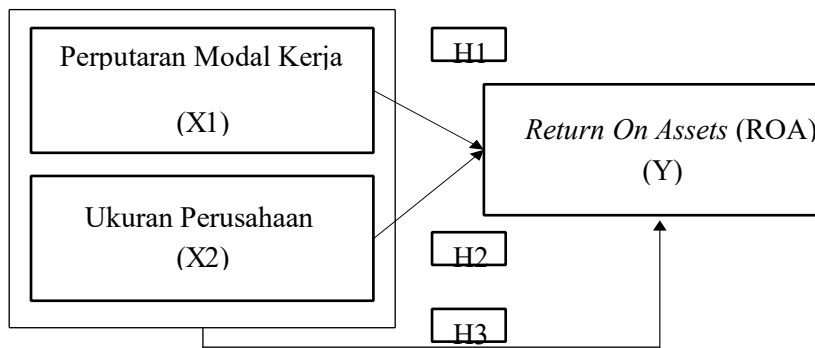 Perputaran Modal Kerja
(X1)
H1
Return On Assets (ROA)
(Y)
Ukuran Perusahaan
(X2)
H2
H3